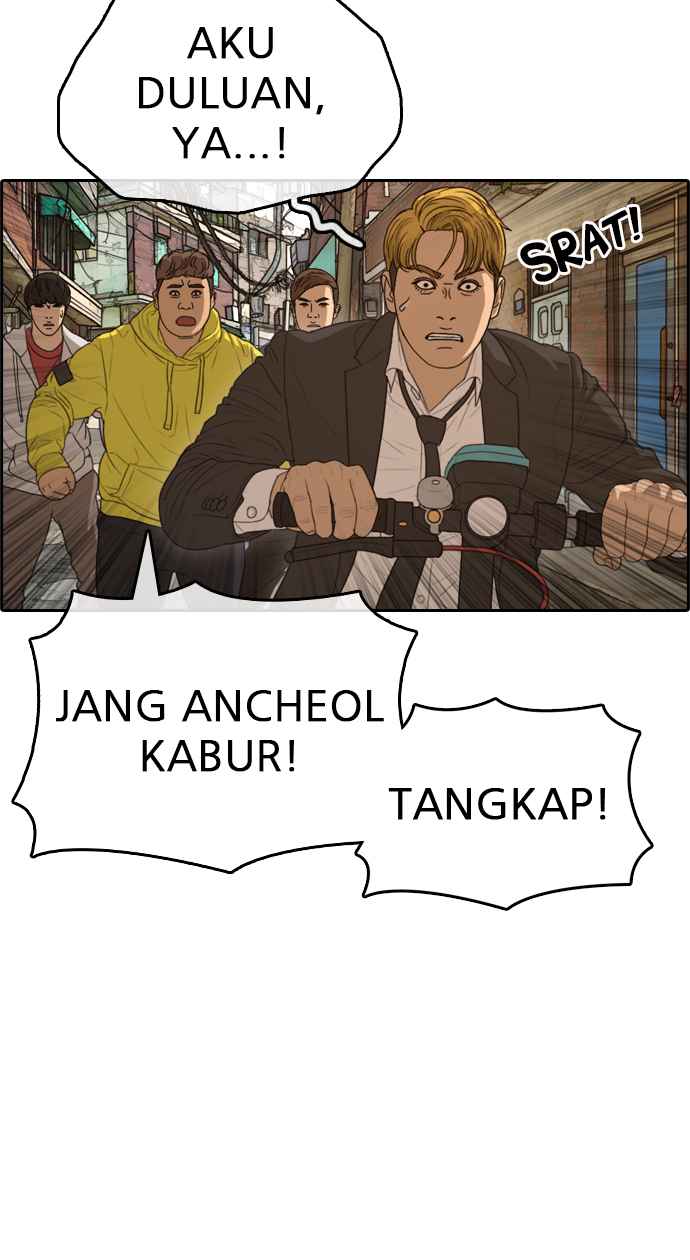 AKU
DULUAN,
YA...!
SRAT!
JANG ANCHEOL
KABUR!
TANGKAP!